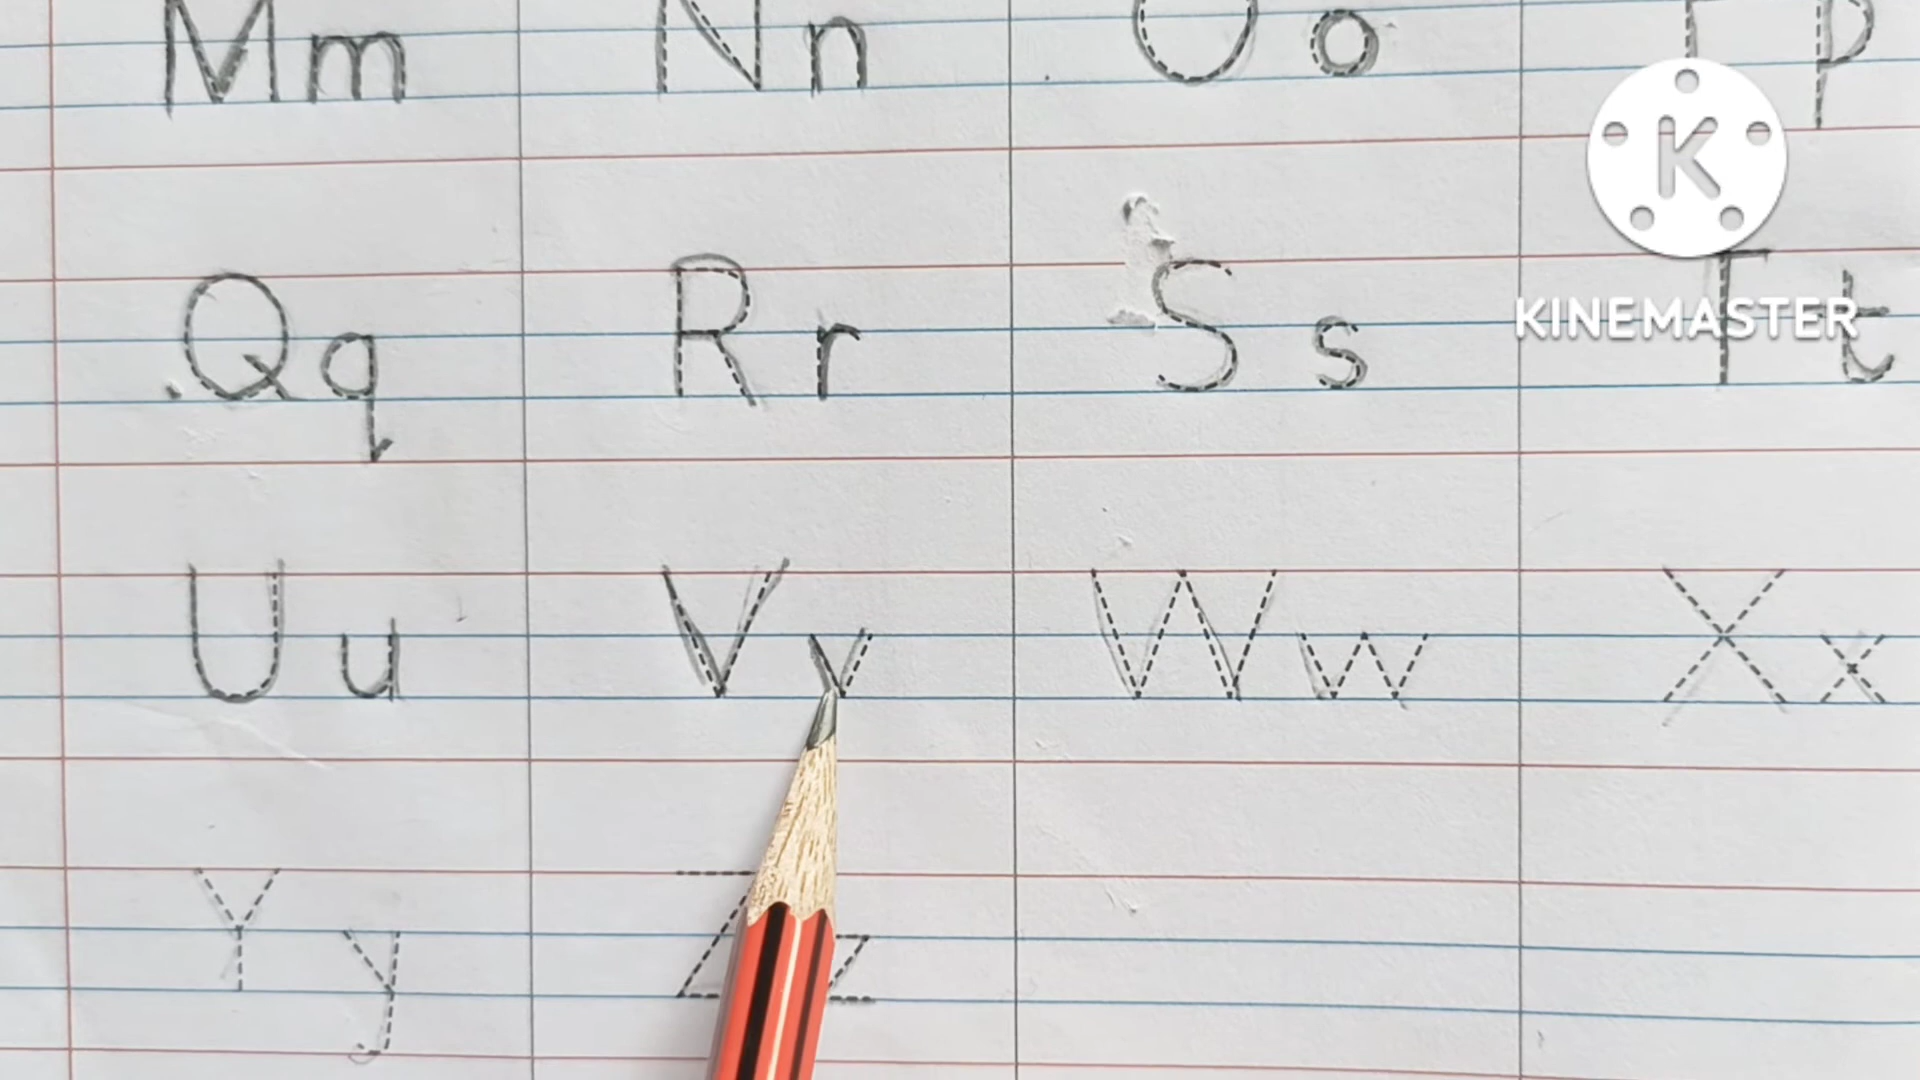 Mm Nn Oo Pp
K
KINEMASTER
Qq Rr Ss Tt
Uu Vv Ww Xx
Yy Zz